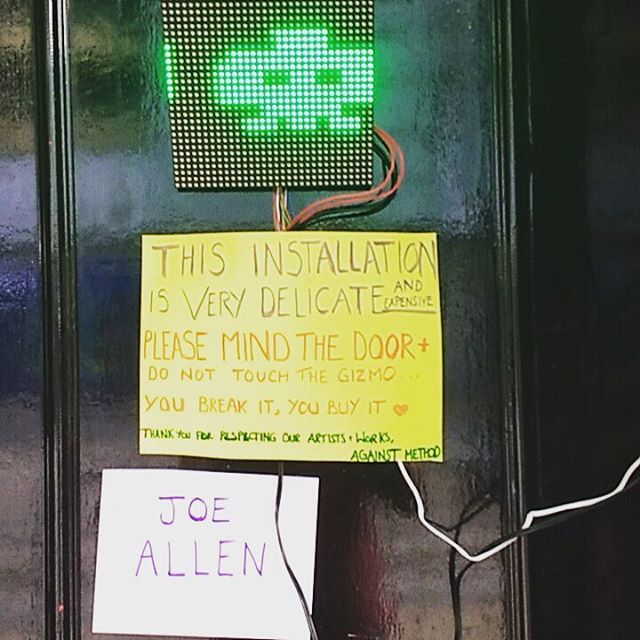 THIS INSTALLATION
IS VERY DELICATE AND EXPENSIVE
PLEASE MIND THE DOOR +
DO NOT TOUCH THE GIZMO...
YOU BREAK IT, YOU BUY IT ♥
THANK YOU FOR RESPECTING OUR ARTISTS + WORKS,
AGAINST METHOD
JOE
ALLEN